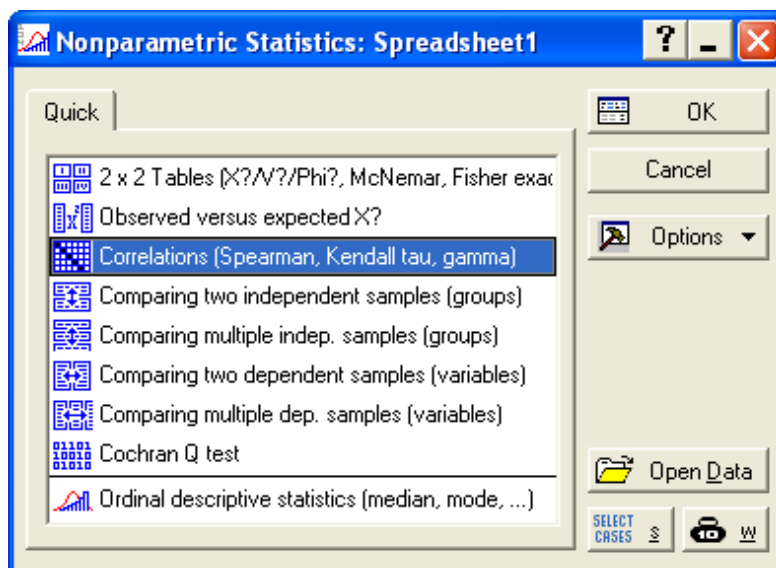 Nonparametric Statistics: Spreadsheet1
?
Quick
2 x 2 Tables (X?/V?/Phi?, McNemar, Fisher exac
Observed versus expected X?
Correlations (Spearman, Kendall tau, gamma)
Comparing two independent samples (groups)
Comparing multiple indep. samples (groups)
Comparing two dependent samples (variables)
Comparing multiple dep. samples (variables)
Cochran Q test
Ordinal descriptive statistics (median, mode, ...)
OK
Cancel
Options
Open Data
SELECT
CASES
S
W